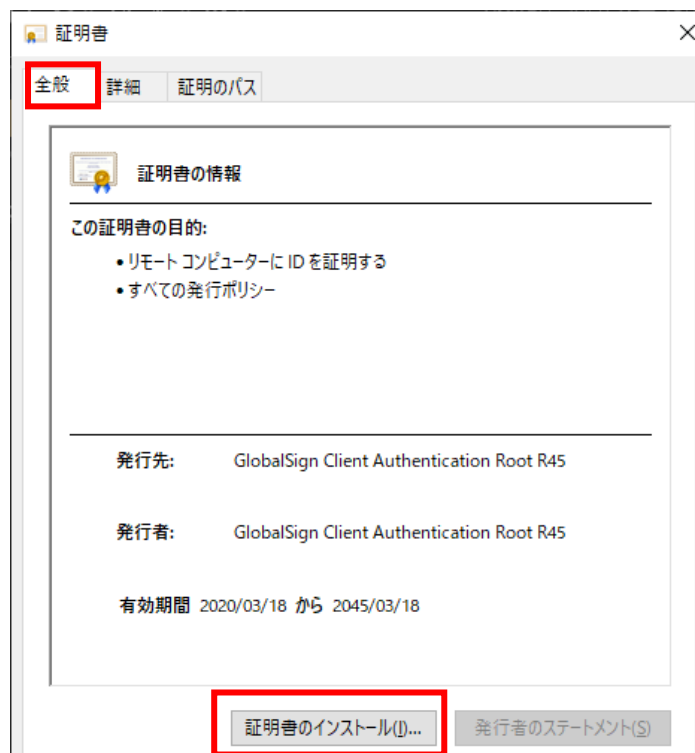 証明書
全般 詳細 証明のパス
証明書の情報
この証明書の目的:
• リモート コンピューターに ID を証明する
• すべての発行ポリシー
発行先: GlobalSign Client Authentication Root R45
発行者: GlobalSign Client Authentication Root R45
有効期間 2020/03/18 から 2045/03/18
証明書のインストール(I)... 発行者のステートメント(S)